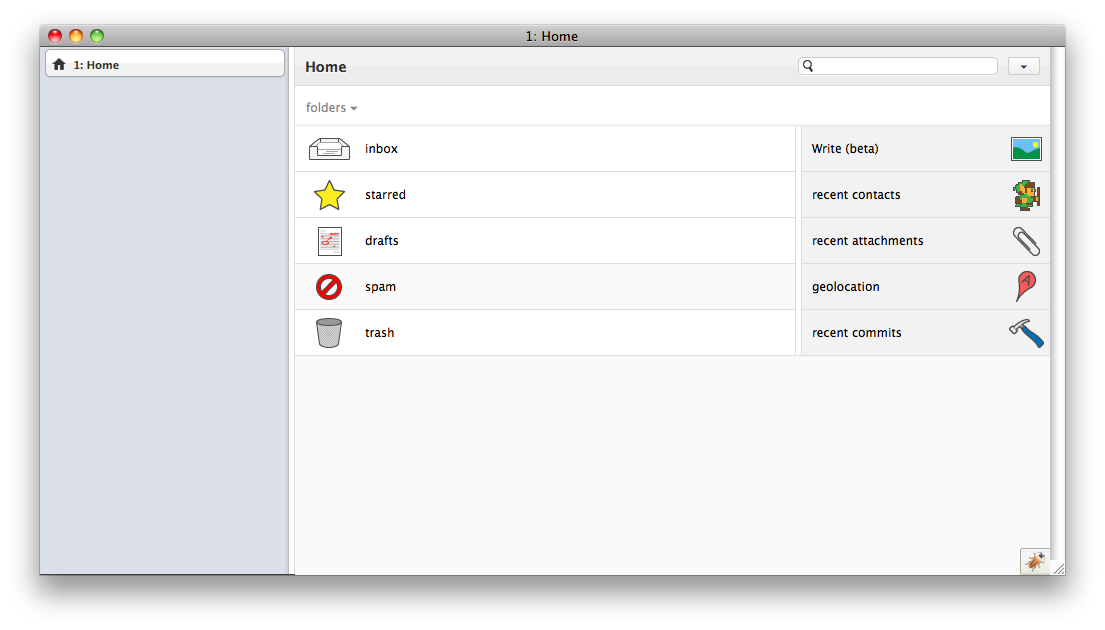 1: Home
1: Home
Home
folders
inbox
Write (beta)
starred
recent contacts
drafts
recent attachments
spam
geolocation
A
trash
recent commits